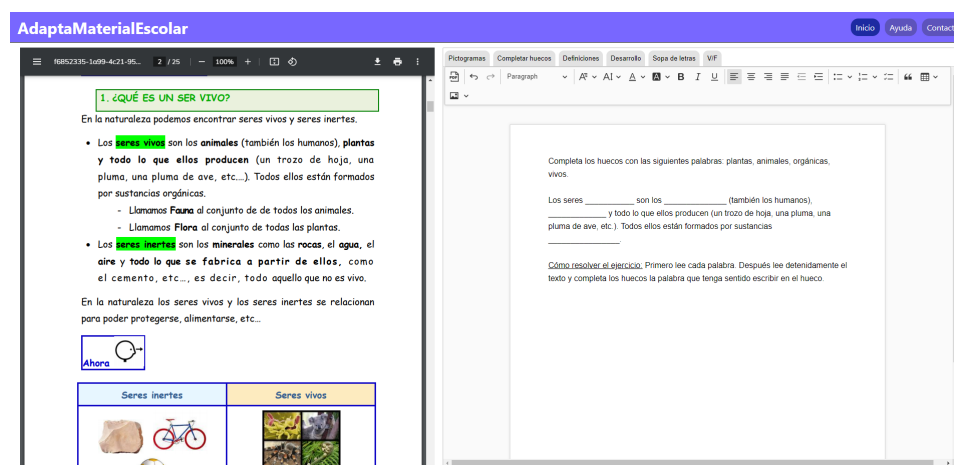 AdaptaMaterialEscolar
Inicio
Ayuda
Contact
f6852335-1a99-4c21-95...
2 / 25
100%
1. ¿QUÉ ES UN SER VIVO?
En la naturaleza podemos encontrar seres vivos y seres inertes.
Los seres vivos son los animales (también los humanos), plantas
y todo lo que ellos producen (un trozo de hoja, una
pluma, una pluma de ave, etc....). Todos ellos están formados
por sustancias orgánicas.
- Llamamos Fauna al conjunto de de todos los animales.
- Llamamos Flora al conjunto de todas las plantas.
Los seres inertes son los minerales como las rocas, el agua, el
aire y todo lo que se fabrica a partir de ellos, como
el cemento, etc..., es decir, todo aquello que no es vivo.
En la naturaleza los seres vivos y los seres inertes se relacionan
para poder protegerse, alimentarse, etc...
Ahora
Seres inertes
Seres vivos
Pictogramas
Completar huecos
Definiciones
Desarrollo
Sopa de letras
V/F
Paragraph
Completa los huecos con las siguientes palabras: plantas, animales, orgánicas,
vivos.
Los seres ____________ son los _______________ (también los humanos),
______________ y todo lo que ellos producen (un trozo de hoja, una pluma, una
pluma de ave, etc.). Todos ellos están formados por sustancias
_________________.
Cómo resolver el ejercicio: Primero lee cada palabra. Después lee detenidamente el
texto y completa los huecos la palabra que tenga sentido escribir en el hueco.